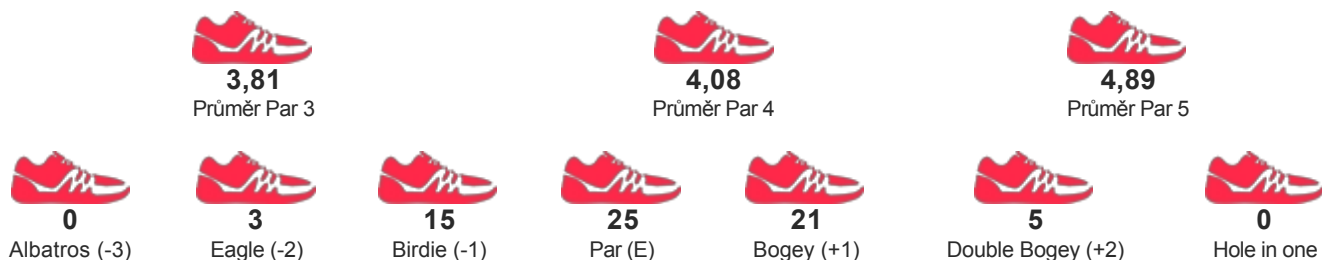 3,81
Průměr Par 3
4,08
Průměr Par 4
4,89
Průměr Par 5
0
Albatros (-3)
3
Eagle (-2)
15
Birdie (-1)
25
Par (E)
21
Bogey (+1)
5
Double Bogey (+2)
0
Hole in one